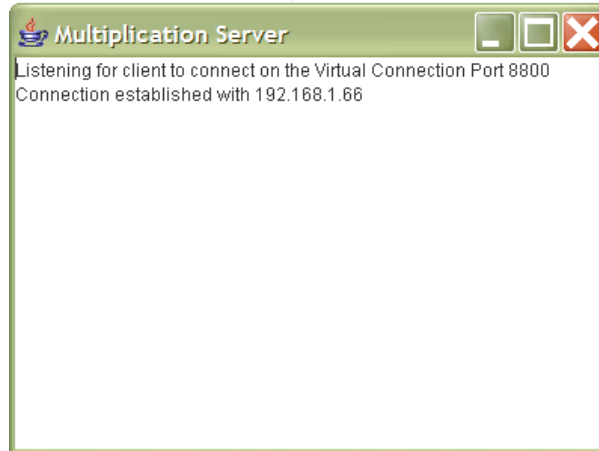 Multiplication Server
Listening for client to connect on the Virtual Connection Port 8800
Connection established with 192.168.1.66